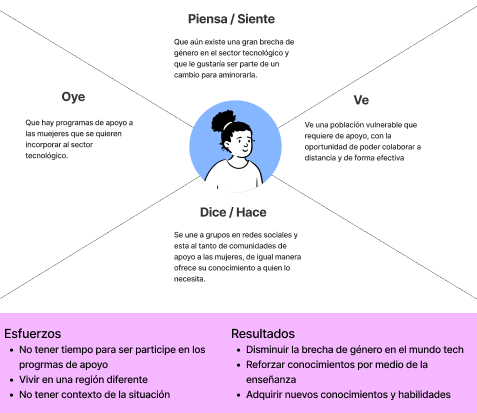 Piensa / Siente
Que aún existe una gran brecha de
género en el sector tecnológico y
que le gustaría ser parte de un
cambio para aminorarla.
Oye
Que hay programas de apoyo a
las muejeres que se quieren
incorporar al sector
tecnológico.
Ve
Ve una población vulnerable que
requiere de apoyo, con la
oportunidad de poder colaborar a
distancia y de forma efectiva
Dice / Hace
Se une a grupos en redes sociales y
esta al tanto de comunidades de
apoyo a las mujeres, de igual manera
ofrece su conocimiento a quien lo
necesita.
Esfuerzos
• No tener tiempo para ser participe en los
progrmas de apoyo
• Vivir en una región diferente
• No tener contexto de la situación
Resultados
• Disminuir la brecha de género en el mundo tech
• Reforzar conocimientos por medio de la
enseñanza
• Adquirir nuevos conocimientos y habilidades